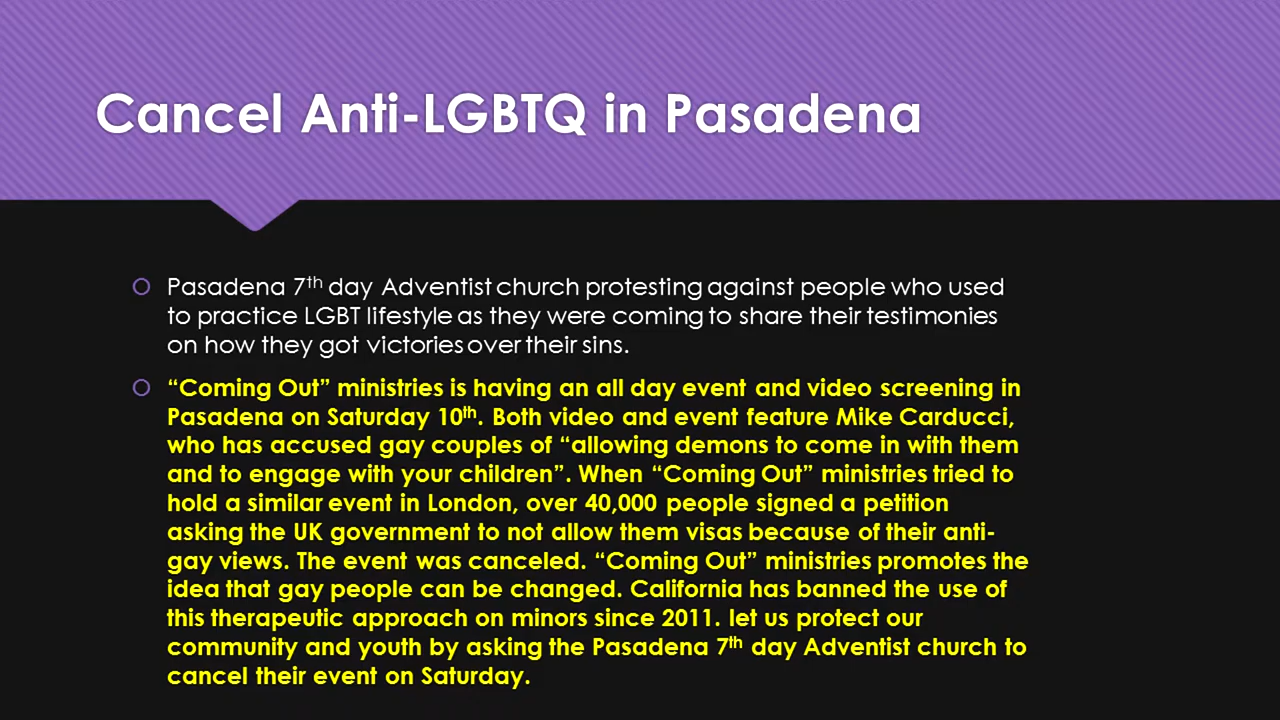 Cancel Anti-LGBTQ in Pasadena
Pasadena 7th day Adventist church protesting against people who used
to practice LGBT lifestyle as they were coming to share their testimonies
on how they got victories over their sins.
“Coming Out” ministries is having an all day event and video screening in
Pasadena on Saturday 10th. Both video and event feature Mike Carducci,
who has accused gay couples of “allowing demons to come in with them
and to engage with your children”. When “Coming Out” ministries tried to
hold a similar event in London, over 40,000 people signed a petition
asking the UK government to not allow them visas because of their anti-
gay views. The event was canceled. “Coming Out” ministries promotes the
idea that gay people can be changed. California has banned the use of
this therapeutic approach on minors since 2011. let us protect our
community and youth by asking the Pasadena 7th day Adventist church to
cancel their event on Saturday.